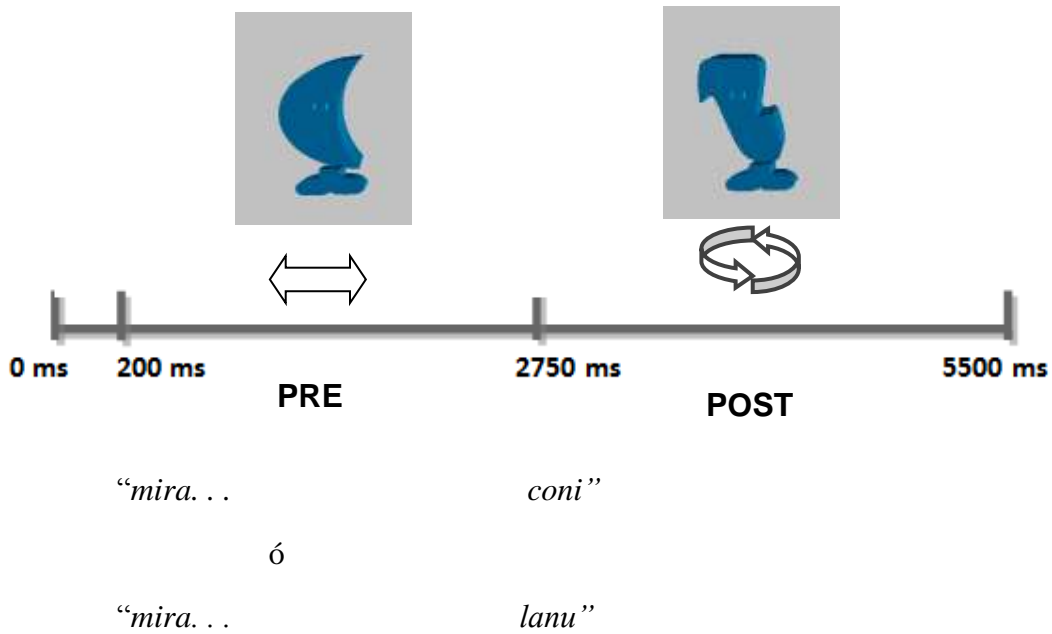 0 ms 200 ms 2750 ms 5500 ms
PRE POST
“mira. . . coni”
ó
“mira. . . lanu”